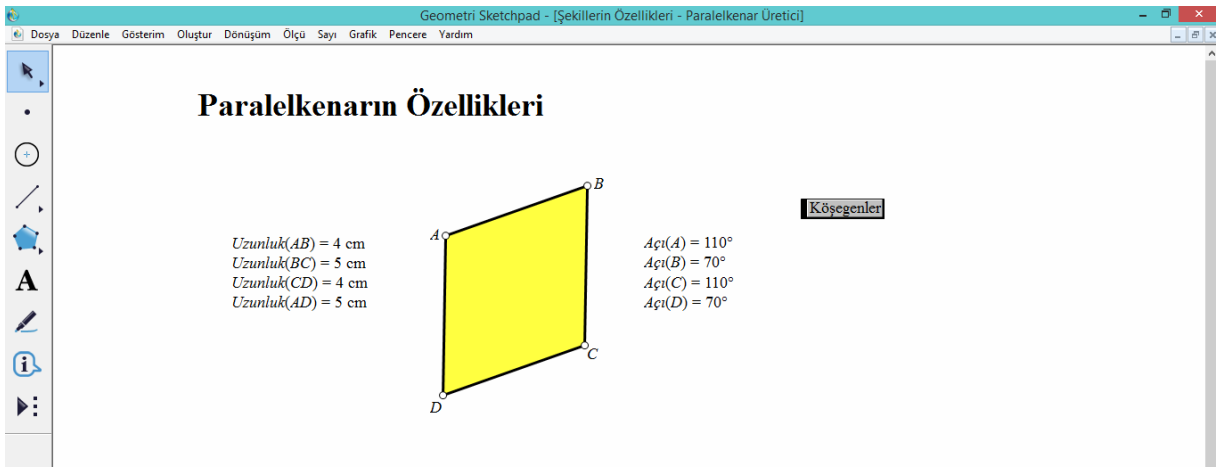 Geometri Sketchpad - [Şekillerin Özellikleri - Paralelkenar Üretici]
Dosya Düzenle Gösterim Oluştur Dönüşüm Ölçü Sayı Grafik Pencere Yardım
Paralelkenarın Özellikleri
B
Köşegenler
A
Uzunluk(AB) = 4 cm
Uzunluk(BC) = 5 cm
Uzunluk(CD) = 4 cm
Uzunluk(AD) = 5 cm
Açı(A) = 110°
Açı(B) = 70°
Açı(C) = 110°
Açı(D) = 70°
A
C
D